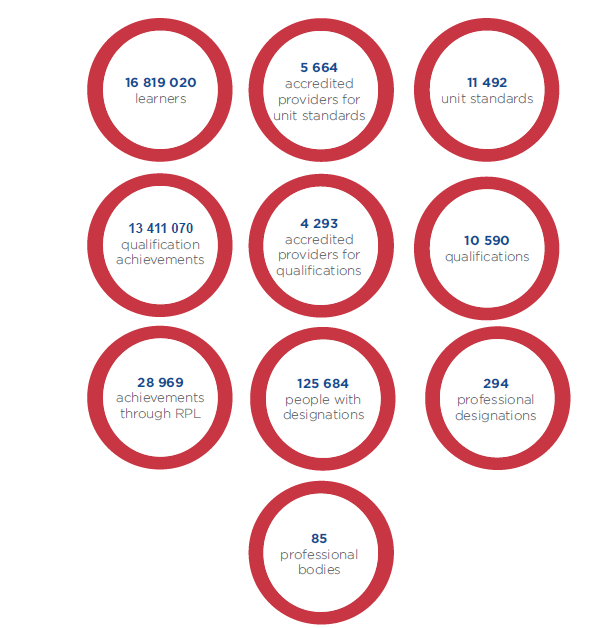 16 819 020
learners
5 664
accredited
providers for
unit standards
11 492
unit standards
13 411 070
qualification
achievements
4 293
accredited
providers for
qualifications
10 590
qualifications
28 969
achievements
through RPL
125 684
people with
designations
294
professional
designations
85
professional
bodies